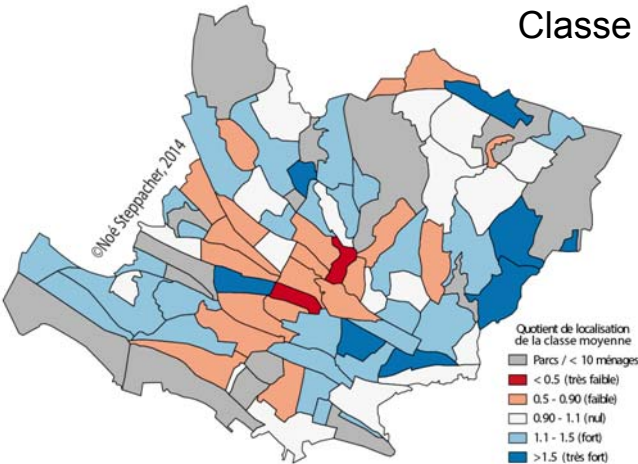 Classe
©Noé Steppacher, 2014
Quotient de localisation
de la classe moyenne
Parcs / < 10 ménages
< 0.5 (très faible)
0.5 - 0.90 (faible)
0.90 - 1.1 (nul)
1.1 - 1.5 (fort)
>1.5 (très fort)